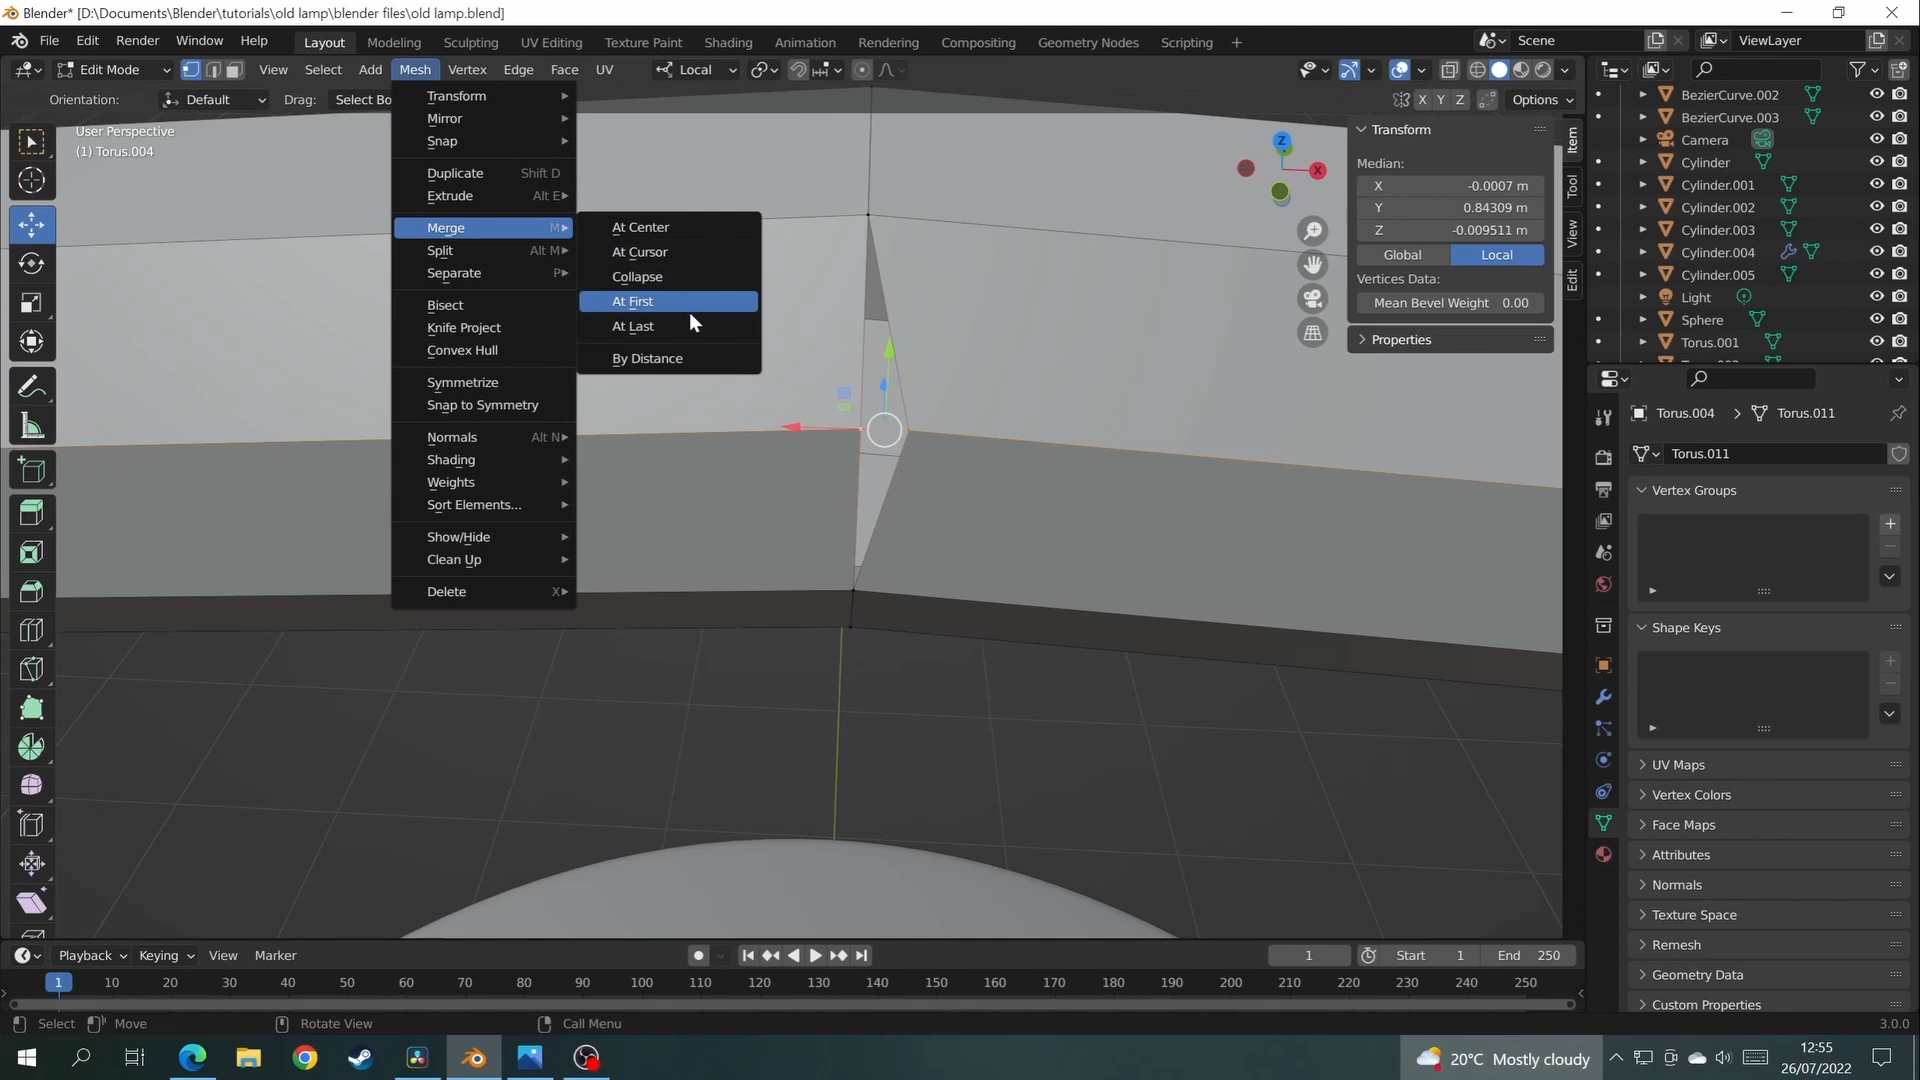 Blender* [D:\Documents\Blender\tutorials\old lamp\blender files\old lamp.blend]
File Edit Render Window Help Layout Modeling Sculpting UV Editing Texture Paint Shading Animation Rendering Compositing Geometry Nodes Scripting + Scene ViewLayer
Edit Mode View Select Add Mesh Vertex Edge Face UV Local
Orientation: Default Drag: Select Bo X Y Z Options
User Perspective
(1) Torus.004
Transform
Mirror
Snap
Duplicate Shift D
Extrude Alt E
Merge M
Split Alt M
Separate P
Bisect
Knife Project
Convex Hull
Symmetrize
Snap to Symmetry
Normals Alt N
Shading
Weights
Sort Elements...
Show/Hide
Clean Up
Delete X
At Center
At Cursor
Collapse
At First
At Last
By Distance
Z
X
Transform
Median:
X -0.0007 m
Y 0.84309 m
Z -0.009511 m
Global Local
Vertices Data:
Mean Bevel Weight 0.00
Properties
Item
Tool
View
Edit
BezierCurve.002
BezierCurve.003
Camera
Cylinder
Cylinder.001
Cylinder.002
Cylinder.003
Cylinder.004
Cylinder.005
Light
Sphere
Torus.001
Torus.004 Torus.011
Torus.011
Vertex Groups
Shape Keys
UV Maps
Vertex Colors
Face Maps
Attributes
Normals
Texture Space
Remesh
Geometry Data
Custom Properties
Playback Keying View Marker 1 Start 1 End 250
1 10 20 30 40 50 60 70 80 90 100 110 120 130 140 150 160 170 180 190 200 210 220 230 240 250
Select Move Rotate View Call Menu 3.0.0
20°C Mostly cloudy
12:55
26/07/2022